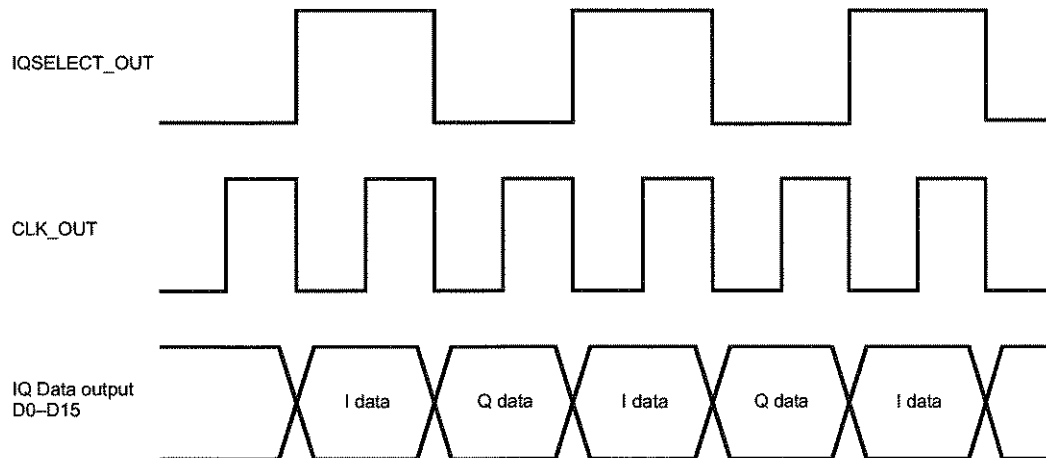 IQSELECT_OUT
CLK_OUT
IQ Data output
D0–D15
I data
Q data
I data
Q data
I data